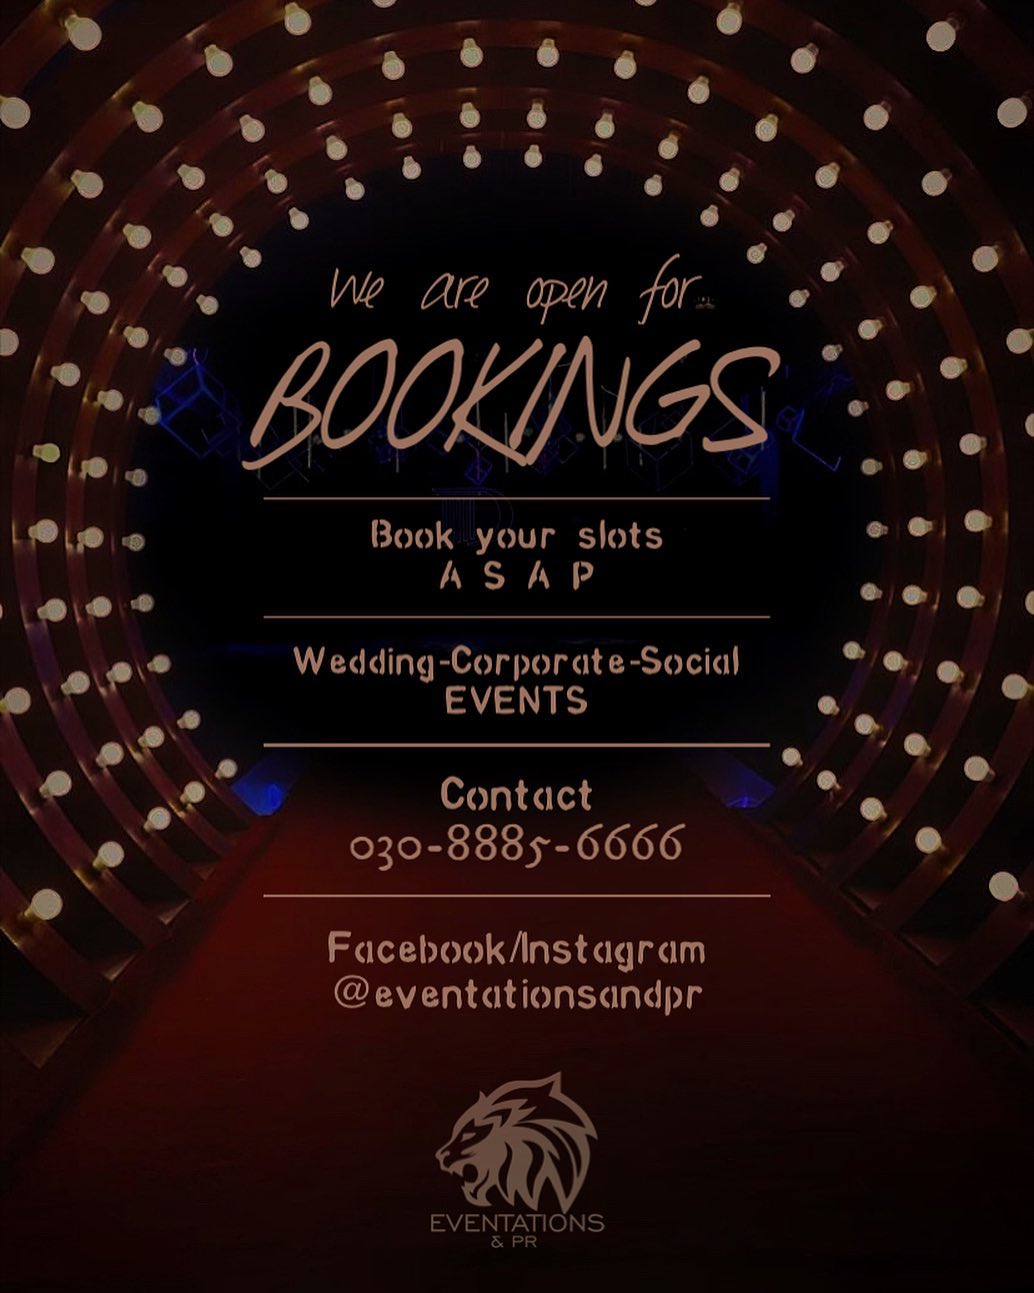 We are open for...
BOOKINGS
Book your slots
A S A P
Wedding-Corporate-Social
EVENTS
Contact
030-8885-6666
Facebook/Instagram
@eventationsandpr
EVENTATIONS
& PR